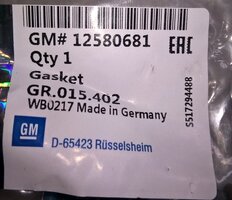 GM# 12580681
EAC
Qty 1
Gasket
GR.015.402
WB0217 Made in Germany
5517294488
GM
D-65423 Rüsselsheim